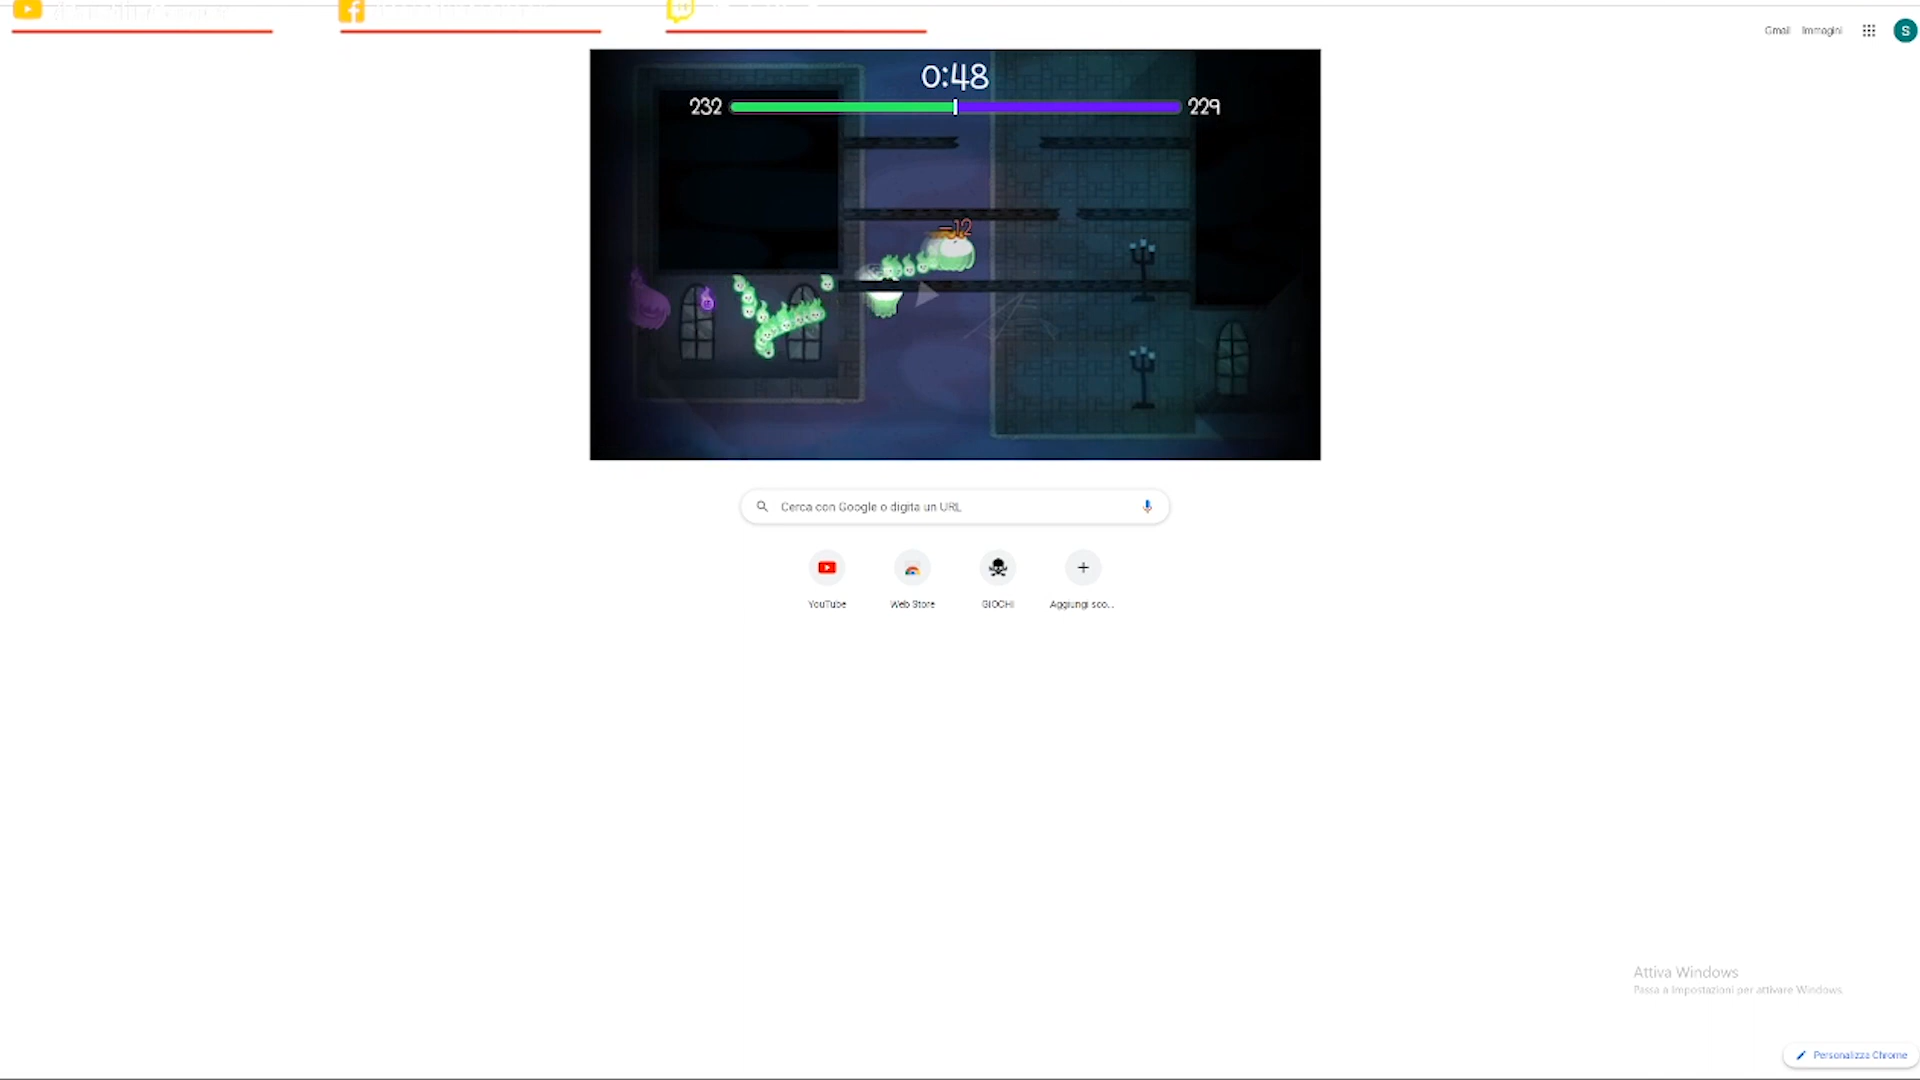 Gmail Immagini
S
0:48
232 229
-12
Cerca con Google o digita un URL
YouTube Web Store GIOCHI Aggiungi sco...
Attiva Windows
Passa a Impostazioni per attivare Windows.
Personalizza Chrome